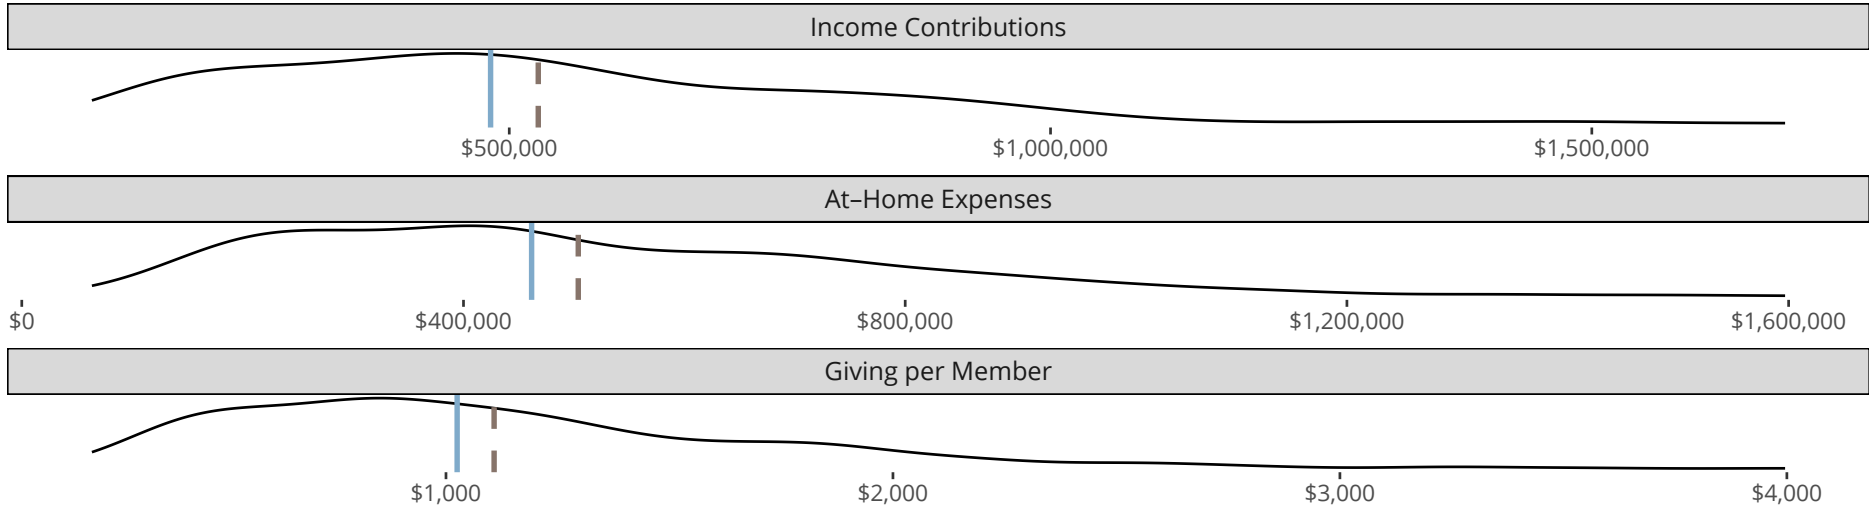 Income Contributions
$500,000 $1,000,000 $1,500,000
At–Home Expenses
$0 $400,000 $800,000 $1,200,000 $1,600,000
Giving per Member
$1,000 $2,000 $3,000 $4,000